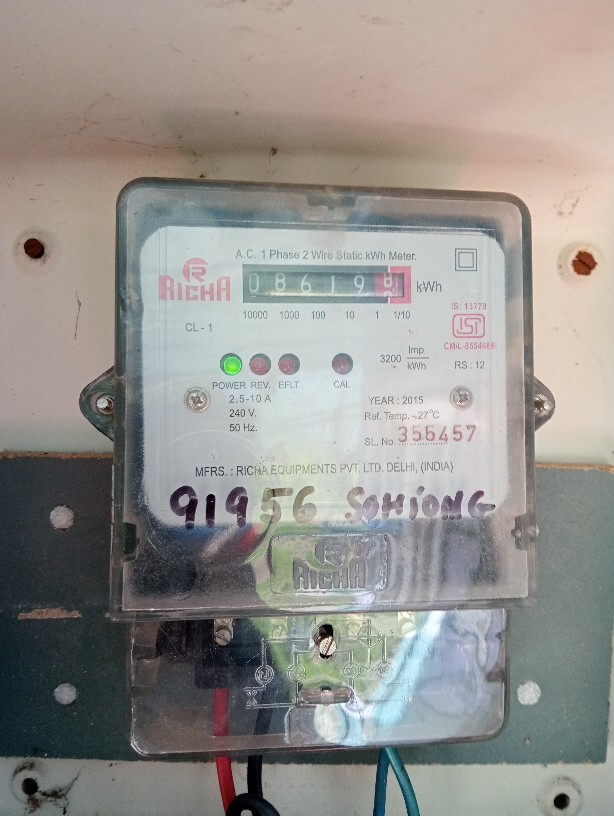 A.C. 1 Phase 2 Wire Static kWh Meter.
R
RICHA
08619 8 kWh
10000 1000 100 10 1 1/10
IS: 13779
ISI
CL - 1
3200 Imp/kWh
RS : 12
POWER REV. EFLT CAL
2.5-10 A
240 V.
50 Hz.
YEAR : 2015
Ref. Temp. ~27°C
SL. No. 355457
MFRS. : RICHA EQUIPMENTS PVT. LTD. DELHI, (INDIA)
91956 SOHIONG
R
RICHA